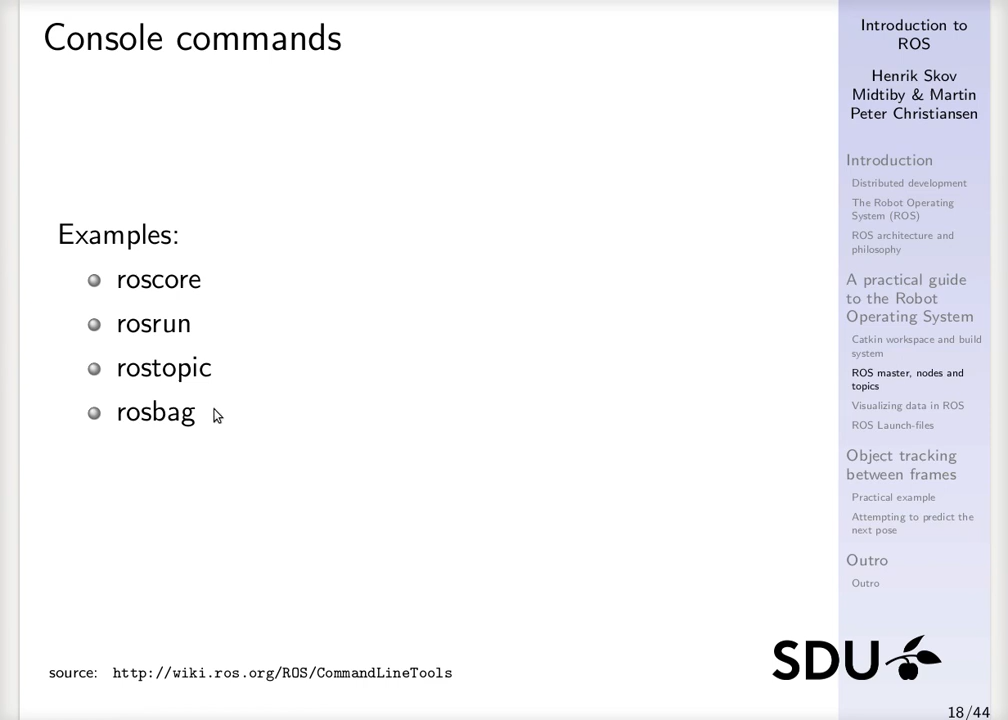 Console commands
Examples:
roscore
rosrun
rostopic
rosbag
source: http://wiki.ros.org/ROS/CommandLineTools
Introduction to
ROS
Henrik Skov
Midtiby & Martin
Peter Christiansen
Introduction
Distributed development
The Robot Operating
System (ROS)
ROS architecture and
philosophy
A practical guide
to the Robot
Operating System
Catkin workspace and build
system
ROS master, nodes and
topics
Visualizing data in ROS
ROS Launch-files
Object tracking
between frames
Practical example
Attempting to predict the
next pose
Outro
Outro
SDU
18/44